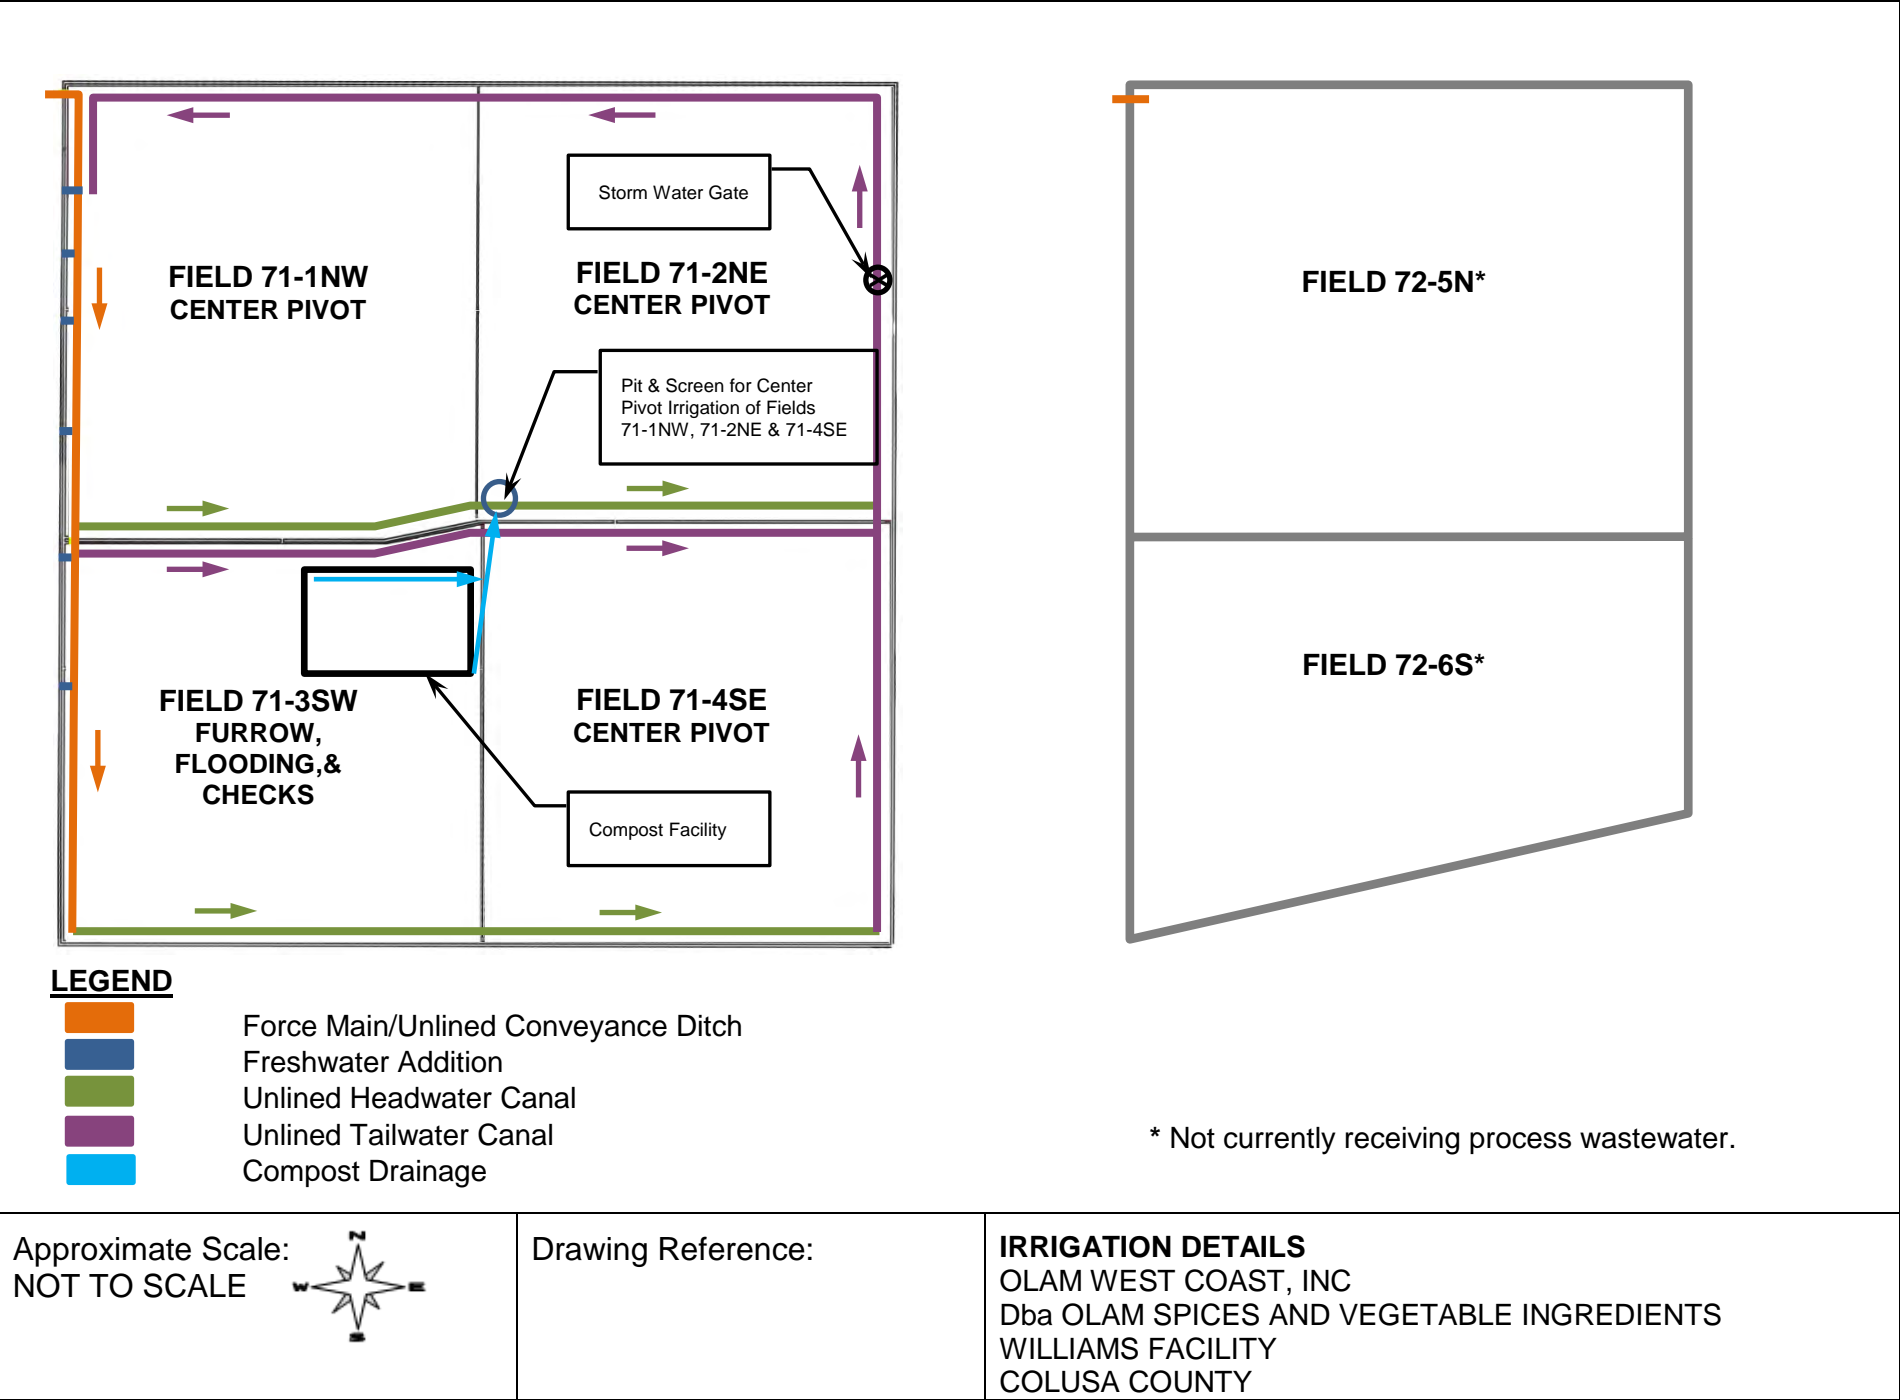 Storm Water Gate
FIELD 71-1NW
CENTER PIVOT
FIELD 71-2NE
CENTER PIVOT
FIELD 72-5N*
Pit & Screen for Center
Pivot Irrigation of Fields
71-1NW, 71-2NE & 71-4SE
FIELD 72-6S*
FIELD 71-3SW
FURROW,
FLOODING,&
CHECKS
FIELD 71-4SE
CENTER PIVOT
Compost Facility
LEGEND
Force Main/Unlined Conveyance Ditch
Freshwater Addition
Unlined Headwater Canal
Unlined Tailwater Canal
Compost Drainage
* Not currently receiving process wastewater.
Approximate Scale:
NOT TO SCALE
N
W
E
S
Drawing Reference:
IRRIGATION DETAILS
OLAM WEST COAST, INC
Dba OLAM SPICES AND VEGETABLE INGREDIENTS
WILLIAMS FACILITY
COLUSA COUNTY